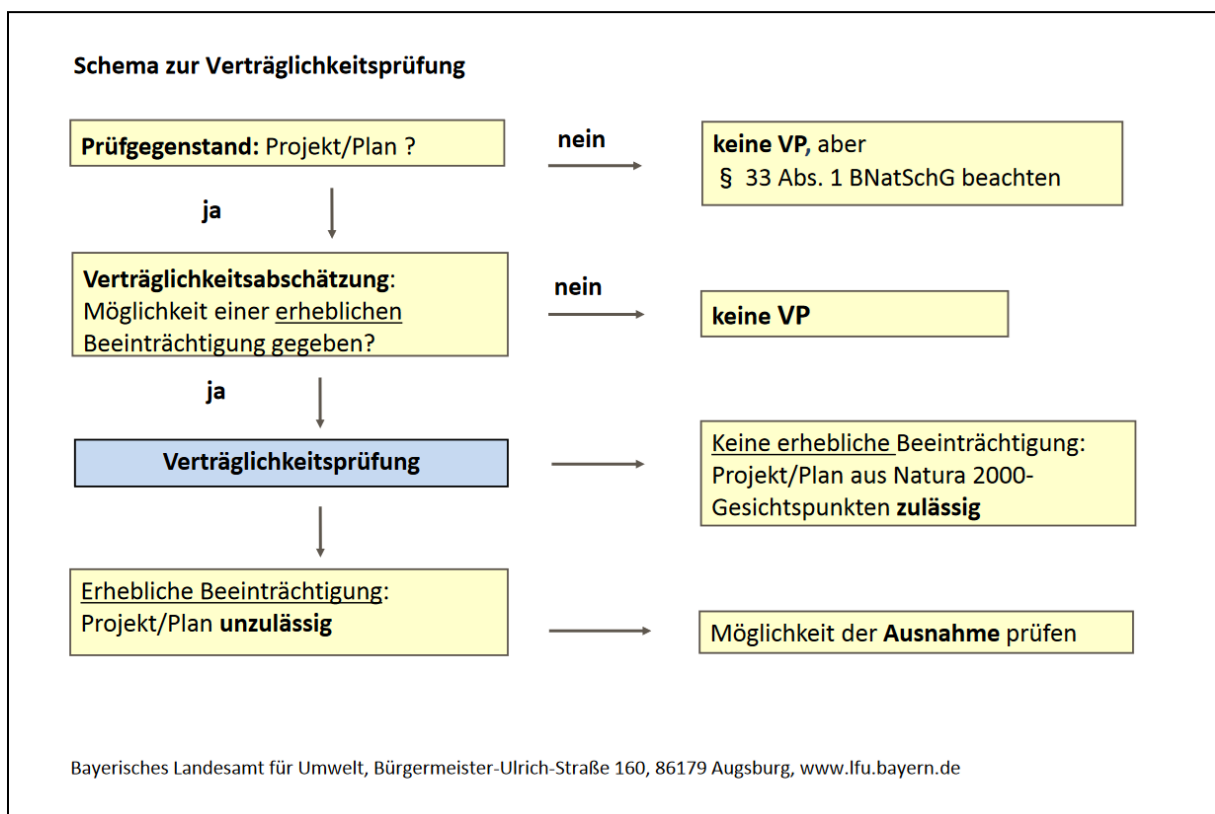 Schema zur Verträglichkeitsprüfung
Prüfgegenstand: Projekt/Plan ?
nein
keine VP, aber
§ 33 Abs. 1 BNatSchG beachten
ja
Verträglichkeitsabschätzung:
Möglichkeit einer erheblichen
Beeinträchtigung gegeben?
nein
keine VP
ja
Verträglichkeitsprüfung
Keine erhebliche Beeinträchtigung:
Projekt/Plan aus Natura 2000-
Gesichtspunkten zulässig
Erhebliche Beeinträchtigung:
Projekt/Plan unzulässig
Möglichkeit der Ausnahme prüfen
Bayerisches Landesamt für Umwelt, Bürgermeister-Ulrich-Straße 160, 86179 Augsburg, www.lfu.bayern.de